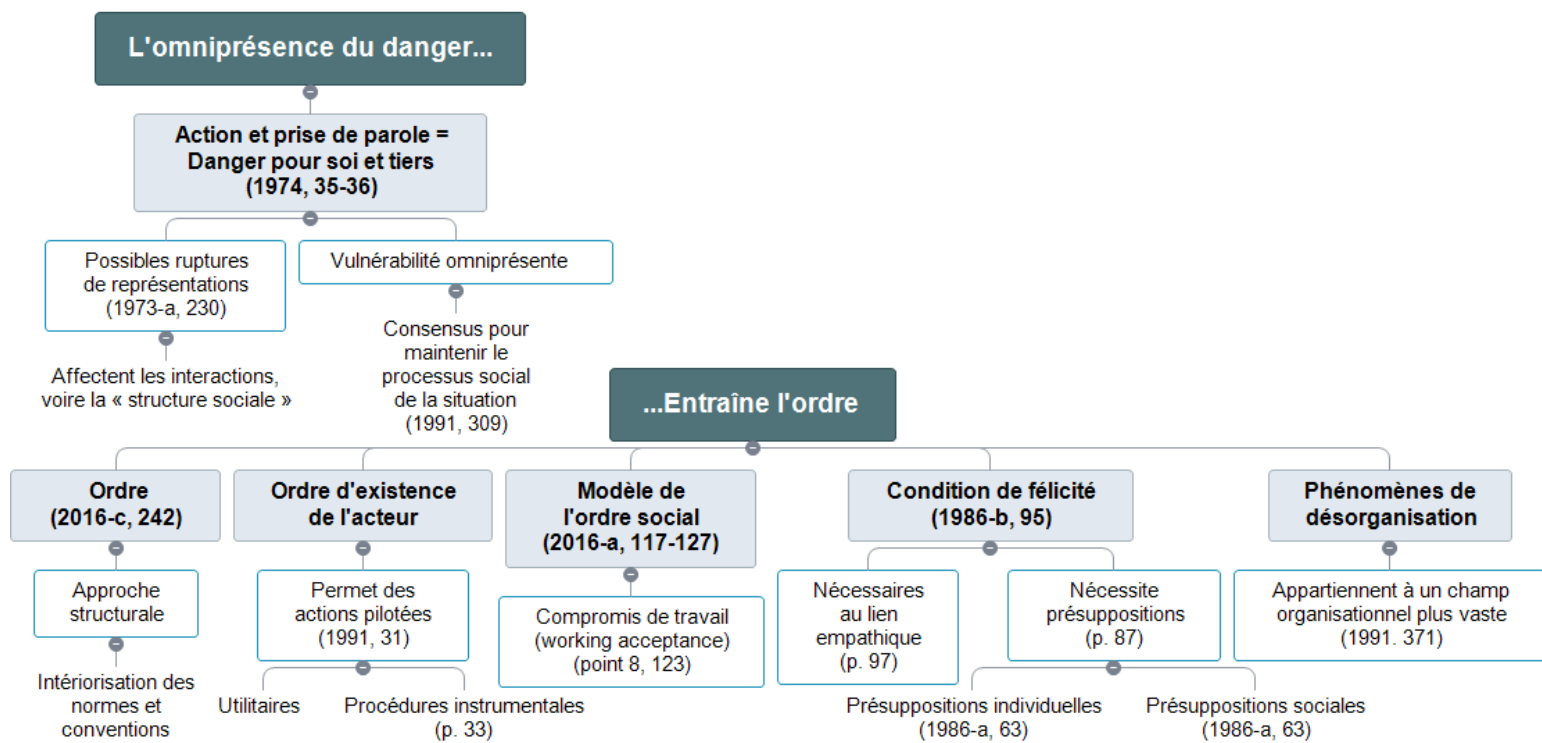 L'omniprésence du danger...
Action et prise de parole =
Danger pour soi et tiers
(1974, 35-36)
Possibles ruptures
de représentations
(1973-a, 230)
Vulnérabilité omniprésente
Affectent les interactions,
voire la « structure sociale »
Consensus pour
maintenir le
processus social
de la situation
(1991, 309)
...Entraîne l'ordre
Ordre
(2016-c, 242)
Ordre d'existence
de l'acteur
Modèle de
l'ordre social
(2016-a, 117-127)
Condition de félicité
(1986-b, 95)
Phénomènes de
désorganisation
Approche
structurale
Permet des
actions pilotées
(1991, 31)
Compromis de travail
(working acceptance)
(point 8, 123)
Nécessaires
au lien
empathique
(p. 97)
Nécessite
présuppositions
(p. 87)
Appartiennent à un champ
organisationnel plus vaste
(1991. 371)
Intériorisation des
normes et
conventions
Utilitaires
Procédures instrumentales
(p. 33)
Présuppositions individuelles
(1986-a, 63)
Présuppositions sociales
(1986-a, 63)